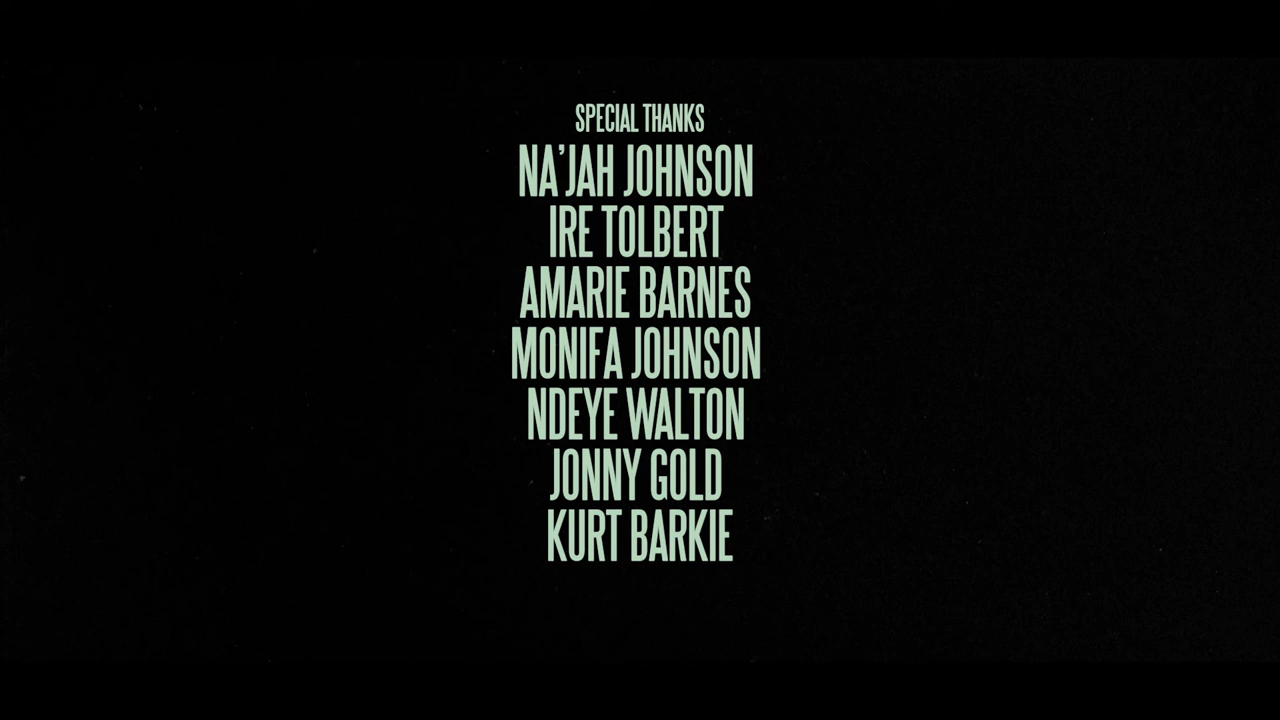 SPECIAL THANKS
NA'JAH JOHNSON
IRE TOLBERT
AMARIE BARNES
MONIFA JOHNSON
NDEYE WALTON
JONNY GOLD
KURT BARKIE